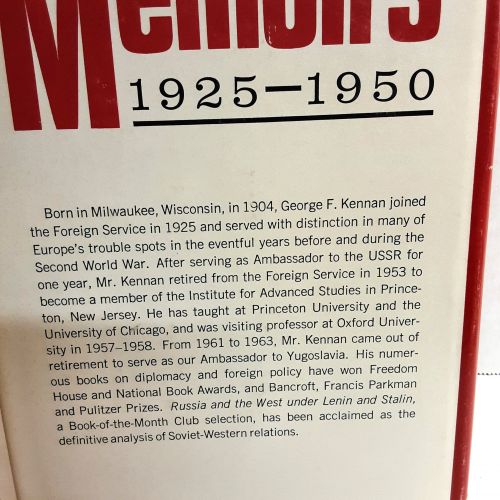 Memoirs
1925—1950
Born in Milwaukee, Wisconsin, in 1904, George F. Kennan joined
the Foreign Service in 1925 and served with distinction in many of
Europe's trouble spots in the eventful years before and during the
Second World War. After serving as Ambassador to the USSR for
one year, Mr. Kennan retired from the Foreign Service in 1953 to
become a member of the Institute for Advanced Studies in Prince-
ton, New Jersey. He has taught at Princeton University and the
University of Chicago, and was visiting professor at Oxford Univer-
sity in 1957–1958. From 1961 to 1963, Mr. Kennan came out of
retirement to serve as our Ambassador to Yugoslavia. His numer-
ous books on diplomacy and foreign policy have won Freedom
House and National Book Awards, and Bancroft, Francis Parkman
and Pulitzer Prizes. Russia and the West under Lenin and Stalin,
a Book-of-the-Month Club selection, has been acclaimed as the
definitive analysis of Soviet-Western relations.